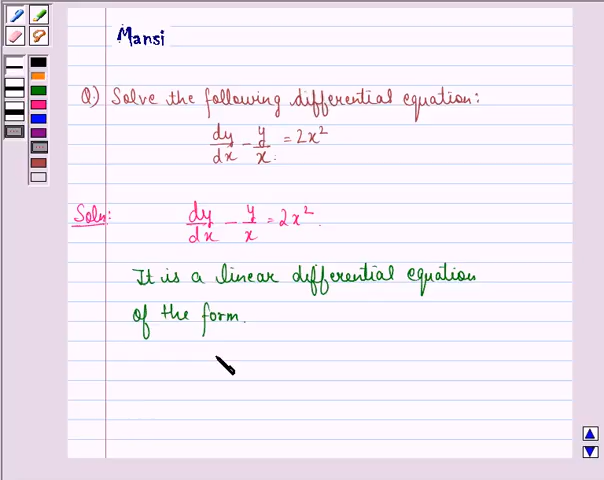 Mansi
Q.) Solve the following differential equation:
dy/dx - y/x = 2x²
Soln:
dy/dx - y/x = 2x².
It is a linear differential equation
of the form.